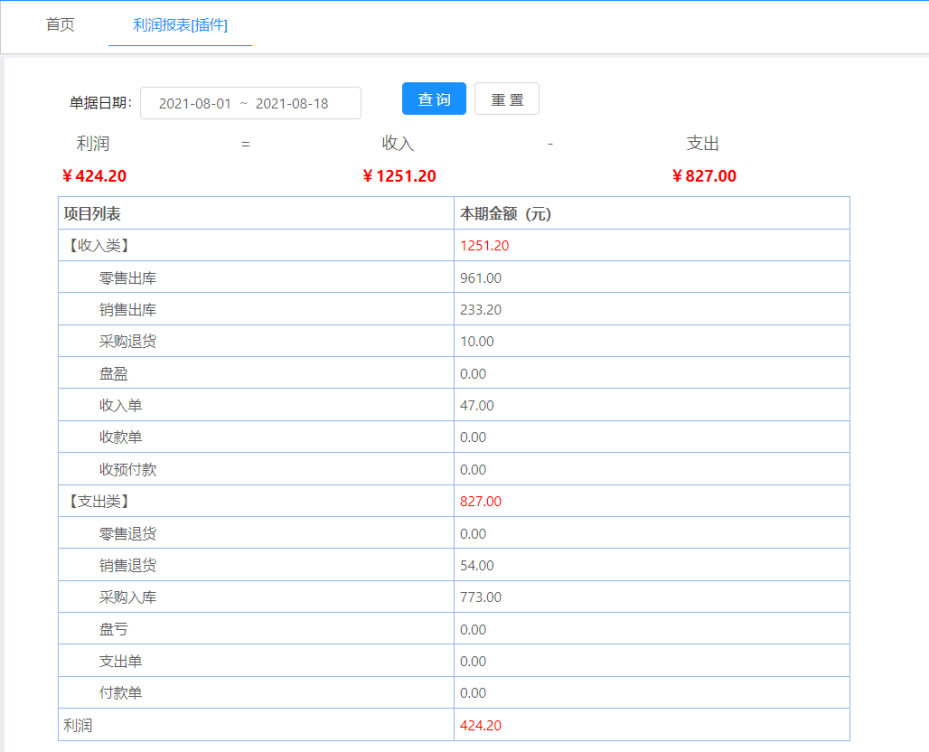 首页 利润报表[插件]
单据日期： 2021-08-01 ~ 2021-08-18 查 询 重 置
利润 = 收入 - 支出
￥424.20 ￥1251.20 ￥827.00
项目列表 本期金额（元）
【收入类】 1251.20
零售出库 961.00
销售出库 233.20
采购退货 10.00
盘盈 0.00
收入单 47.00
收款单 0.00
收预付款 0.00
【支出类】 827.00
零售退货 0.00
销售退货 54.00
采购入库 773.00
盘亏 0.00
支出单 0.00
付款单 0.00
利润 424.20